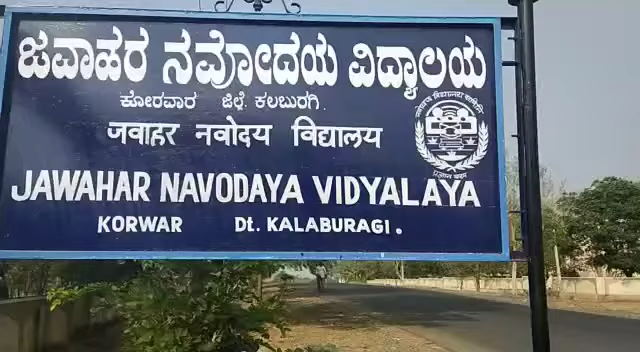 ಜವಾಹರ ನವೋದಯ ವಿದ್ಯಾಲಯ
ಕೋರವಾರ ಜಿಲ್ಲೆ. ಕಲಬುರಗಿ.
जवाहर नवोदय विद्यालय
JAWAHAR NAVODAYA VIDYALAYA
KORWAR Dt. KALABURAGI.